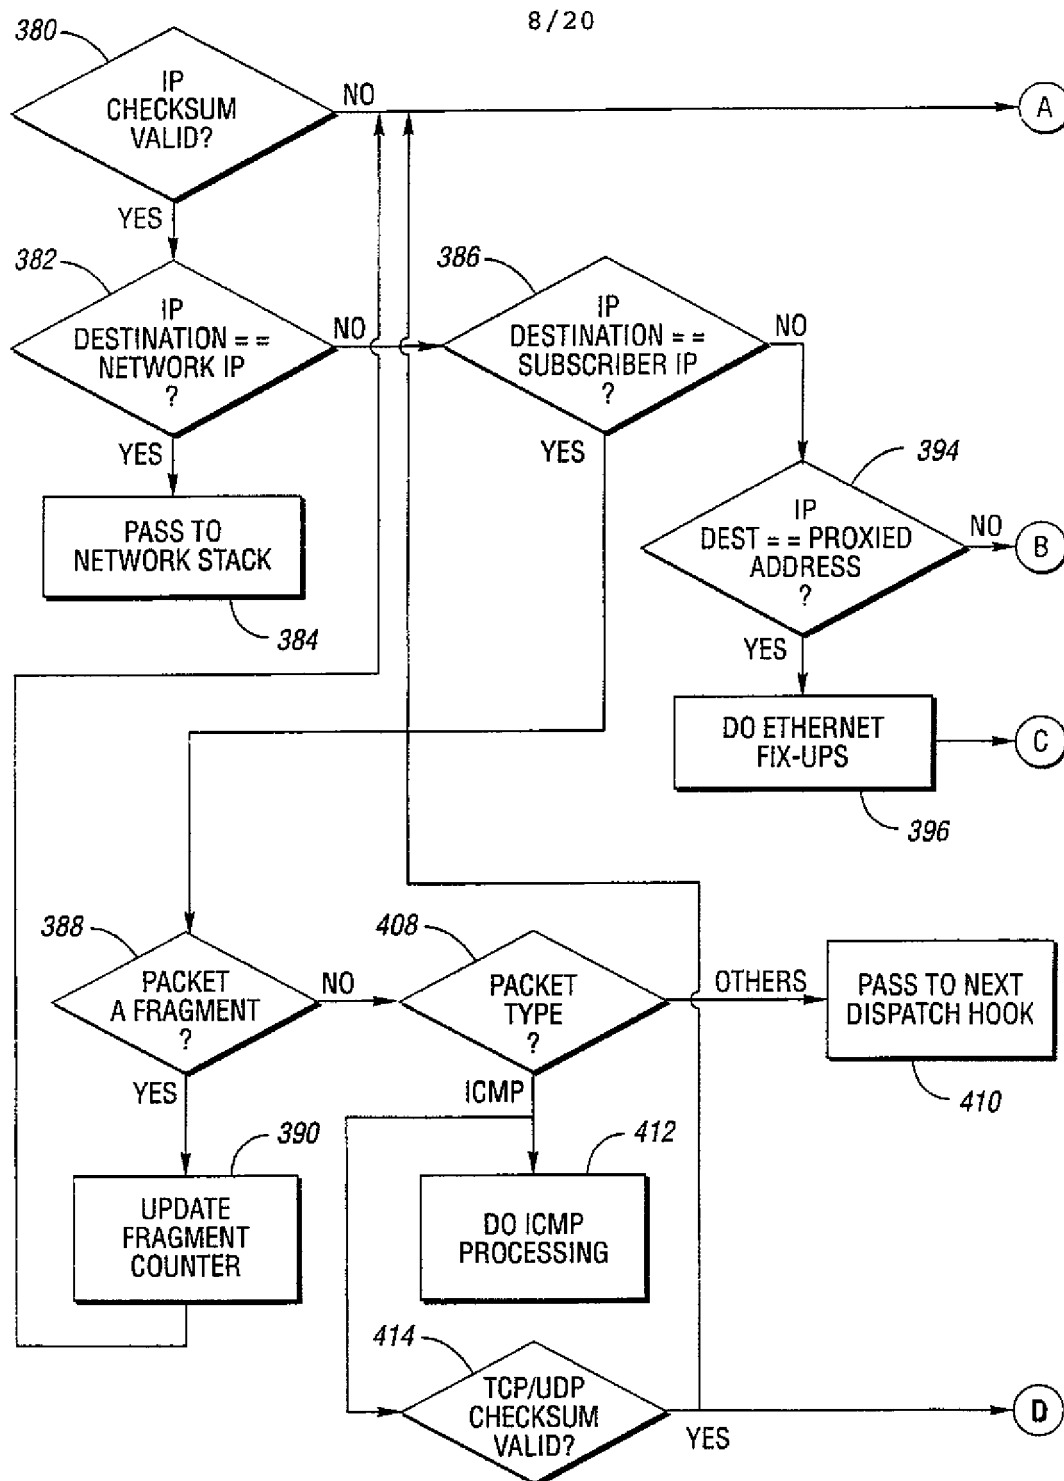 8/20
380
IP
CHECKSUM
VALID?
NO
A
YES
382
IP
DESTINATION = =
NETWORK IP
?
NO
386
IP
DESTINATION = =
SUBSCRIBER IP
?
NO
YES
PASS TO
NETWORK STACK
384
YES
394
IP
DEST = = PROXIED
ADDRESS
?
NO
B
YES
DO ETHERNET
FIX-UPS
C
396
388
PACKET
A FRAGMENT
?
NO
408
PACKET
TYPE
?
OTHERS
PASS TO NEXT
DISPATCH HOOK
410
YES
ICMP
390
UPDATE
FRAGMENT
COUNTER
412
DO ICMP
PROCESSING
414
TCP/UDP
CHECKSUM
VALID?
YES
D